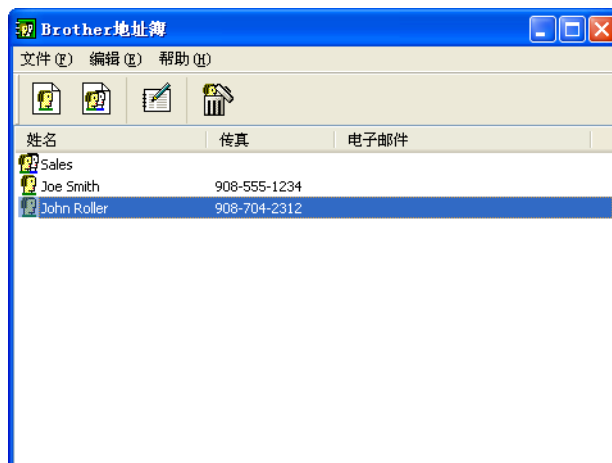 Brother地址簿
文件(F) 编辑(E) 帮助(H)
姓名 传真 电子邮件
Sales
Joe Smith 908-555-1234
John Roller 908-704-2312